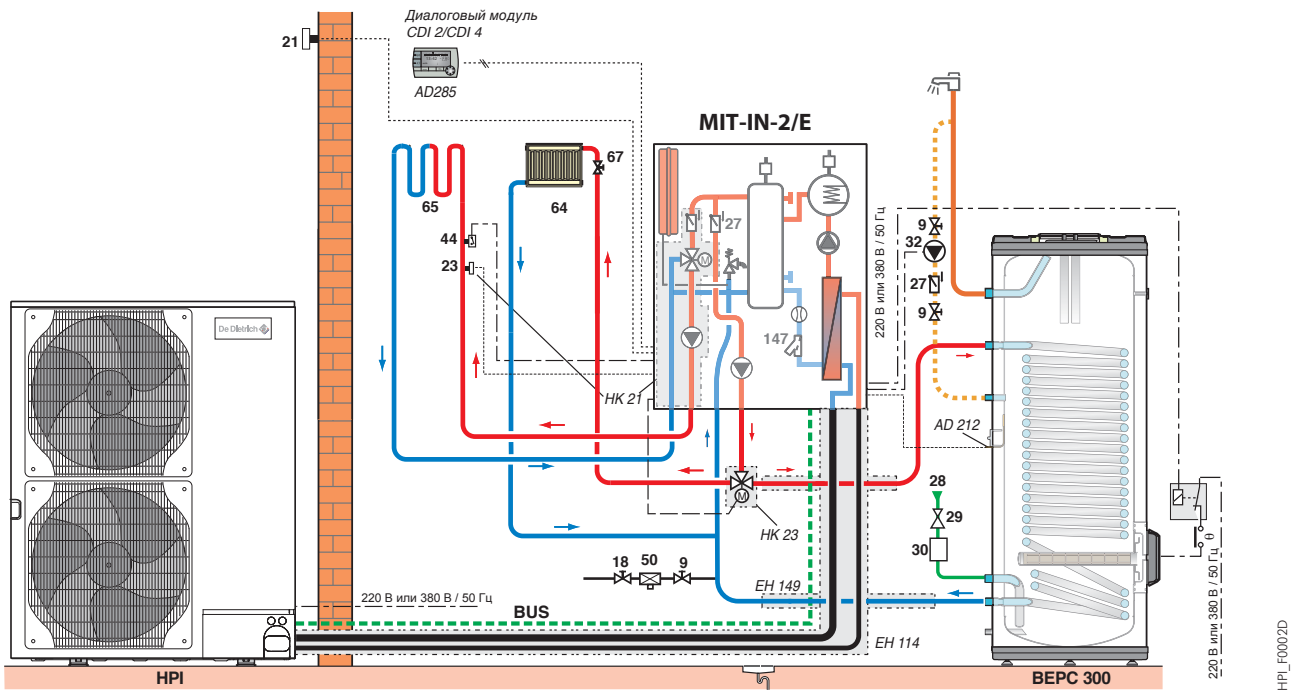 Диалоговый модуль
CDI 2/CDI 4
21
AD285
MIT-IN-2/E
67
65
64
27
44
23
M
147
HK 21
220 В или 380 В / 50 Гц
9
32
27
9
De Dietrich
AD 212
28
29
30
M
HK 23
θ
18
50
9
EH 149
220 В или 380 В / 50 Гц
BUS
EH 114
220 В или 380 В / 50 Гц
HPI
BEPC 300
HPI_F0002D